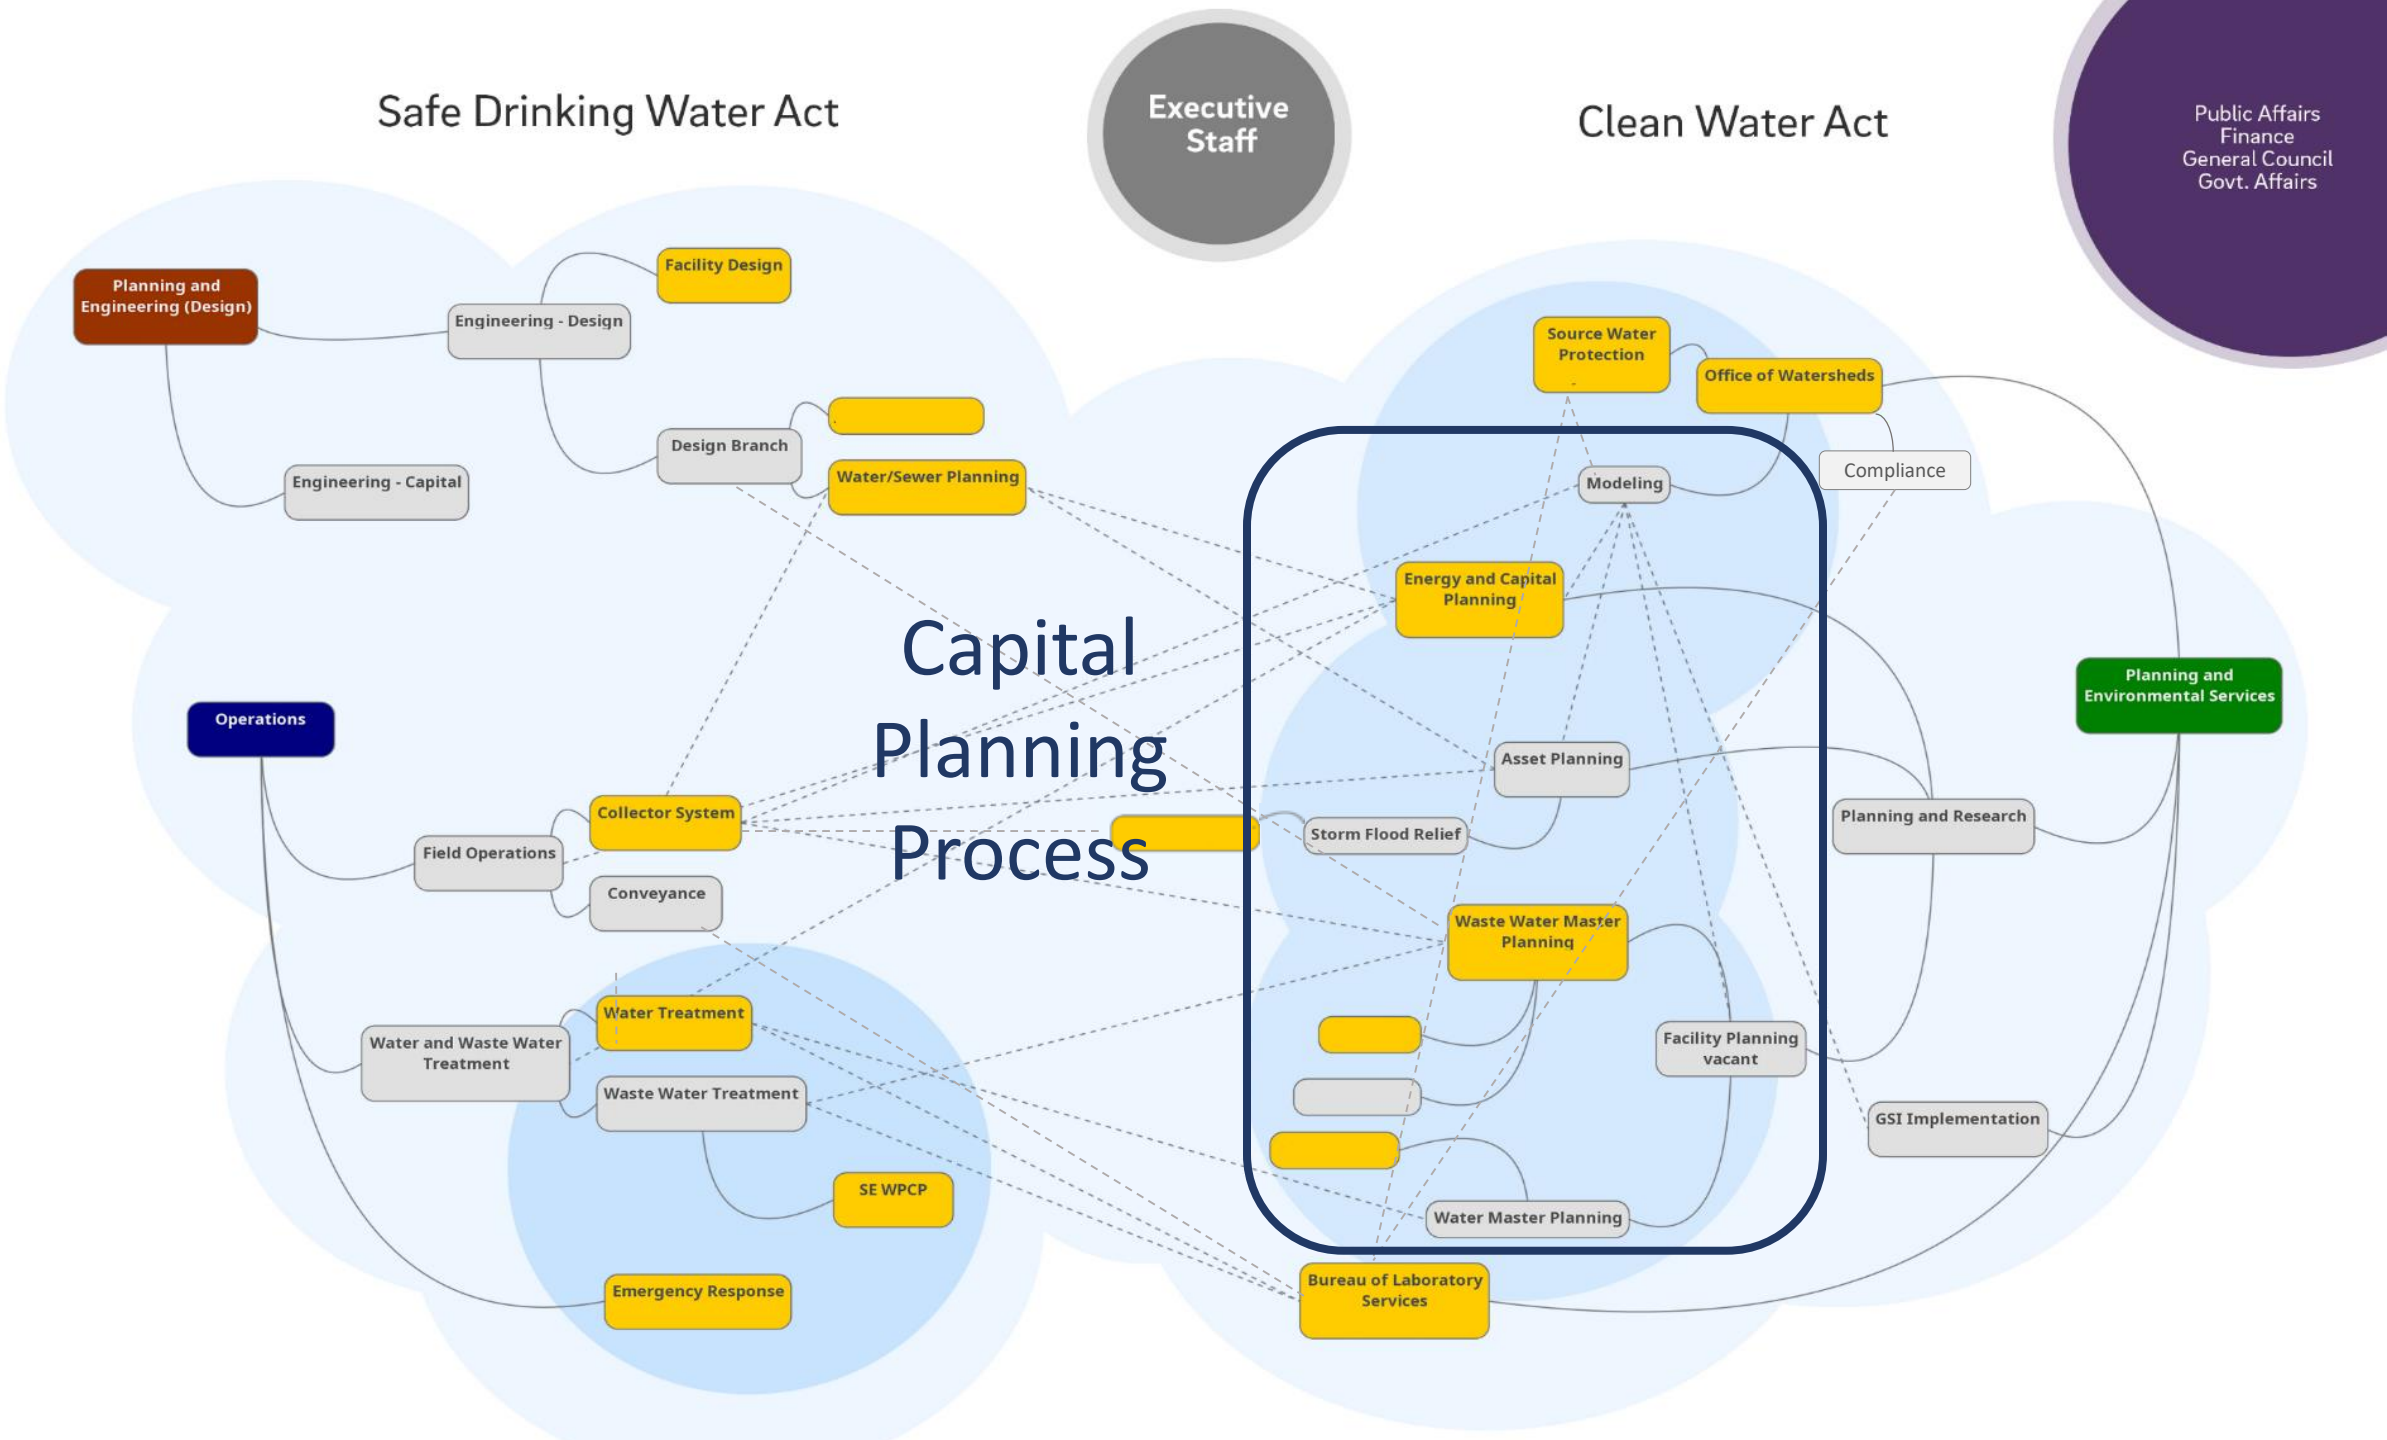 Safe Drinking Water Act
Executive
Staff
Clean Water Act
Public Affairs
Finance
General Council
Govt. Affairs
Planning and
Engineering (Design)
Facility Design
Engineering - Design
Design Branch
Water/Sewer Planning
Engineering - Capital
Source Water
Protection
Office of Watersheds
Modeling
Compliance
Energy and Capital
Planning
Capital
Planning
Process
Planning and
Environmental Services
Operations
Asset Planning
Collector System
Field Operations
Storm Flood Relief
Planning and Research
Conveyance
Waste Water Master
Planning
Water Treatment
Water and Waste Water
Treatment
Facility Planning
vacant
Waste Water Treatment
GSI Implementation
SE WPCP
Water Master Planning
Emergency Response
Bureau of Laboratory
Services